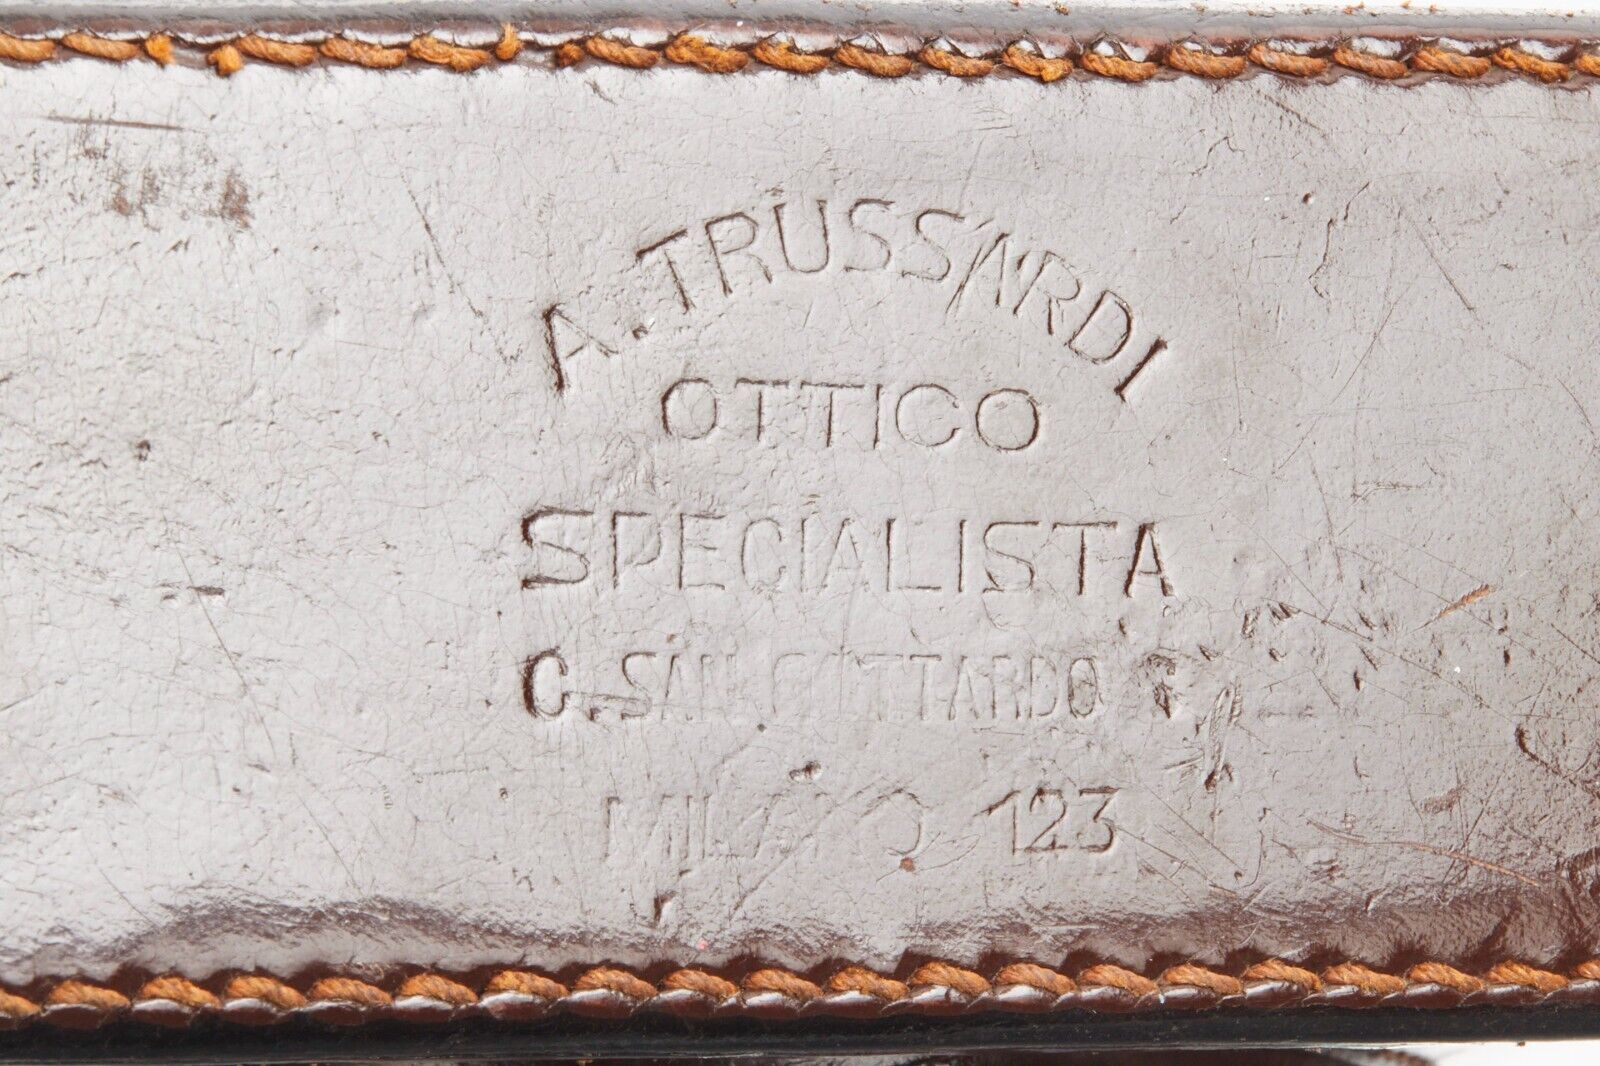 A. TRUSSARDI
OTTICO
SPECIALISTA
C. SAN GOTTARDO
MILANO 123